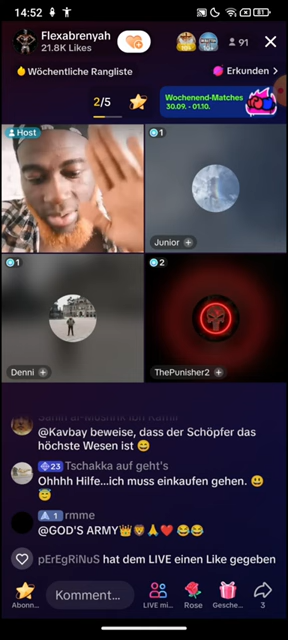 14:52
81
Flexabrenyah
21.8K Likes
91
Wöchentliche Rangliste
Erkunden
2/5
Wochenend-Matches
30.09. - 01.10.
Host
1
Junior
1
Denni
2
ThePunisher2
@Kavbay beweise, dass der Schöpfer das
höchste Wesen ist 😄
23 Tschakka auf geht's
Ohhhh Hilfe...ich muss einkaufen gehen. 😃
😇
1 rmme
@GOD'S ARMY👑🦁🙏❤️ 😂😂
pErEgRiNuS hat dem LIVE einen Like gegeben
Abonn...
Komment...
LIVE mi...
Rose
Gesche...
3